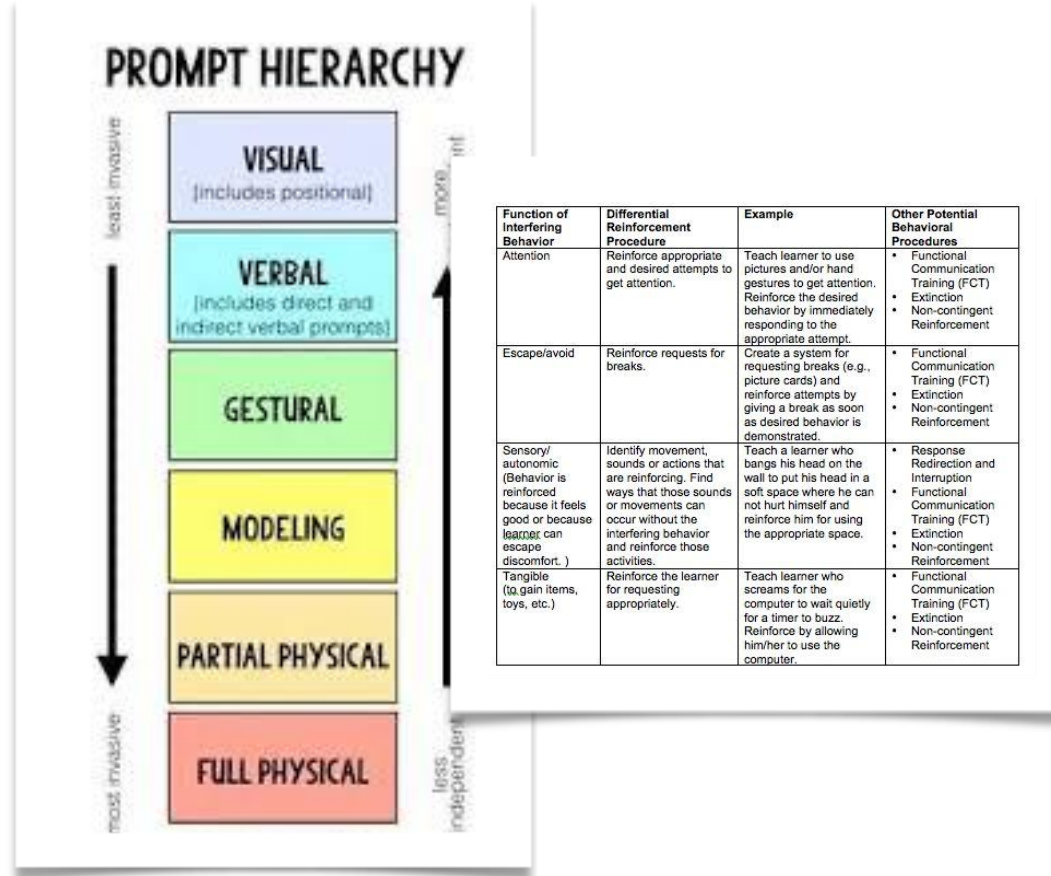 PROMPT HIERARCHY
least invasive
VISUAL
[includes positional]
VERBAL
[includes direct and
indirect verbal prompts]
GESTURAL
MODELING
PARTIAL PHYSICAL
FULL PHYSICAL
most invasive
more
less
independent
Function of
Interfering
Behavior
Differential
Reinforcement
Procedure
Example
Other Potential
Behavioral
Procedures
Attention
Reinforce appropriate
and desired attempts to
get attention.
Teach learner to use
pictures and/or hand
gestures to get attention.
Reinforce the desired
behavior by immediately
responding to the
appropriate attempt.
• Functional
Communication
Training (FCT)
• Extinction
• Non-contingent
Reinforcement
Escape/avoid
Reinforce requests for
breaks.
Create a system for
requesting breaks (e.g.,
picture cards) and
reinforce attempts by
giving a break as soon
as desired behavior is
demonstrated.
• Functional
Communication
Training (FCT)
• Extinction
• Non-contingent
Reinforcement
Sensory/
autonomic
(Behavior is
reinforced
because it feels
good or because
learner can
escape
discomfort. )
Identify movement,
sounds or actions that
are reinforcing. Find
ways that those sounds
or movements can
occur without the
interfering behavior
and reinforce those
activities.
Teach a learner who
bangs his head on the
wall to put his head in a
soft space where he can
not hurt himself and
reinforce him for using
the appropriate space.
• Response
Redirection and
Interruption
• Functional
Communication
Training (FCT)
• Extinction
• Non-contingent
Reinforcement
Tangible
(to gain items,
toys, etc.)
Reinforce the learner
for requesting
appropriately.
Teach learner who
screams for the
computer to wait quietly
for a timer to buzz.
Reinforce by allowing
him/her to use the
computer.
• Functional
Communication
Training (FCT)
• Extinction
• Non-contingent
Reinforcement